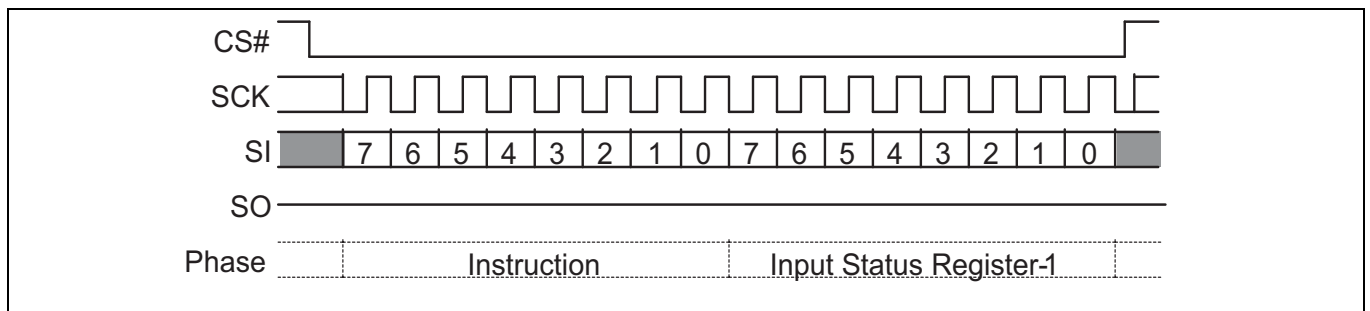 CS#
SCK
SI 7 6 5 4 3 2 1 0 7 6 5 4 3 2 1 0
SO
Phase Instruction Input Status Register-1